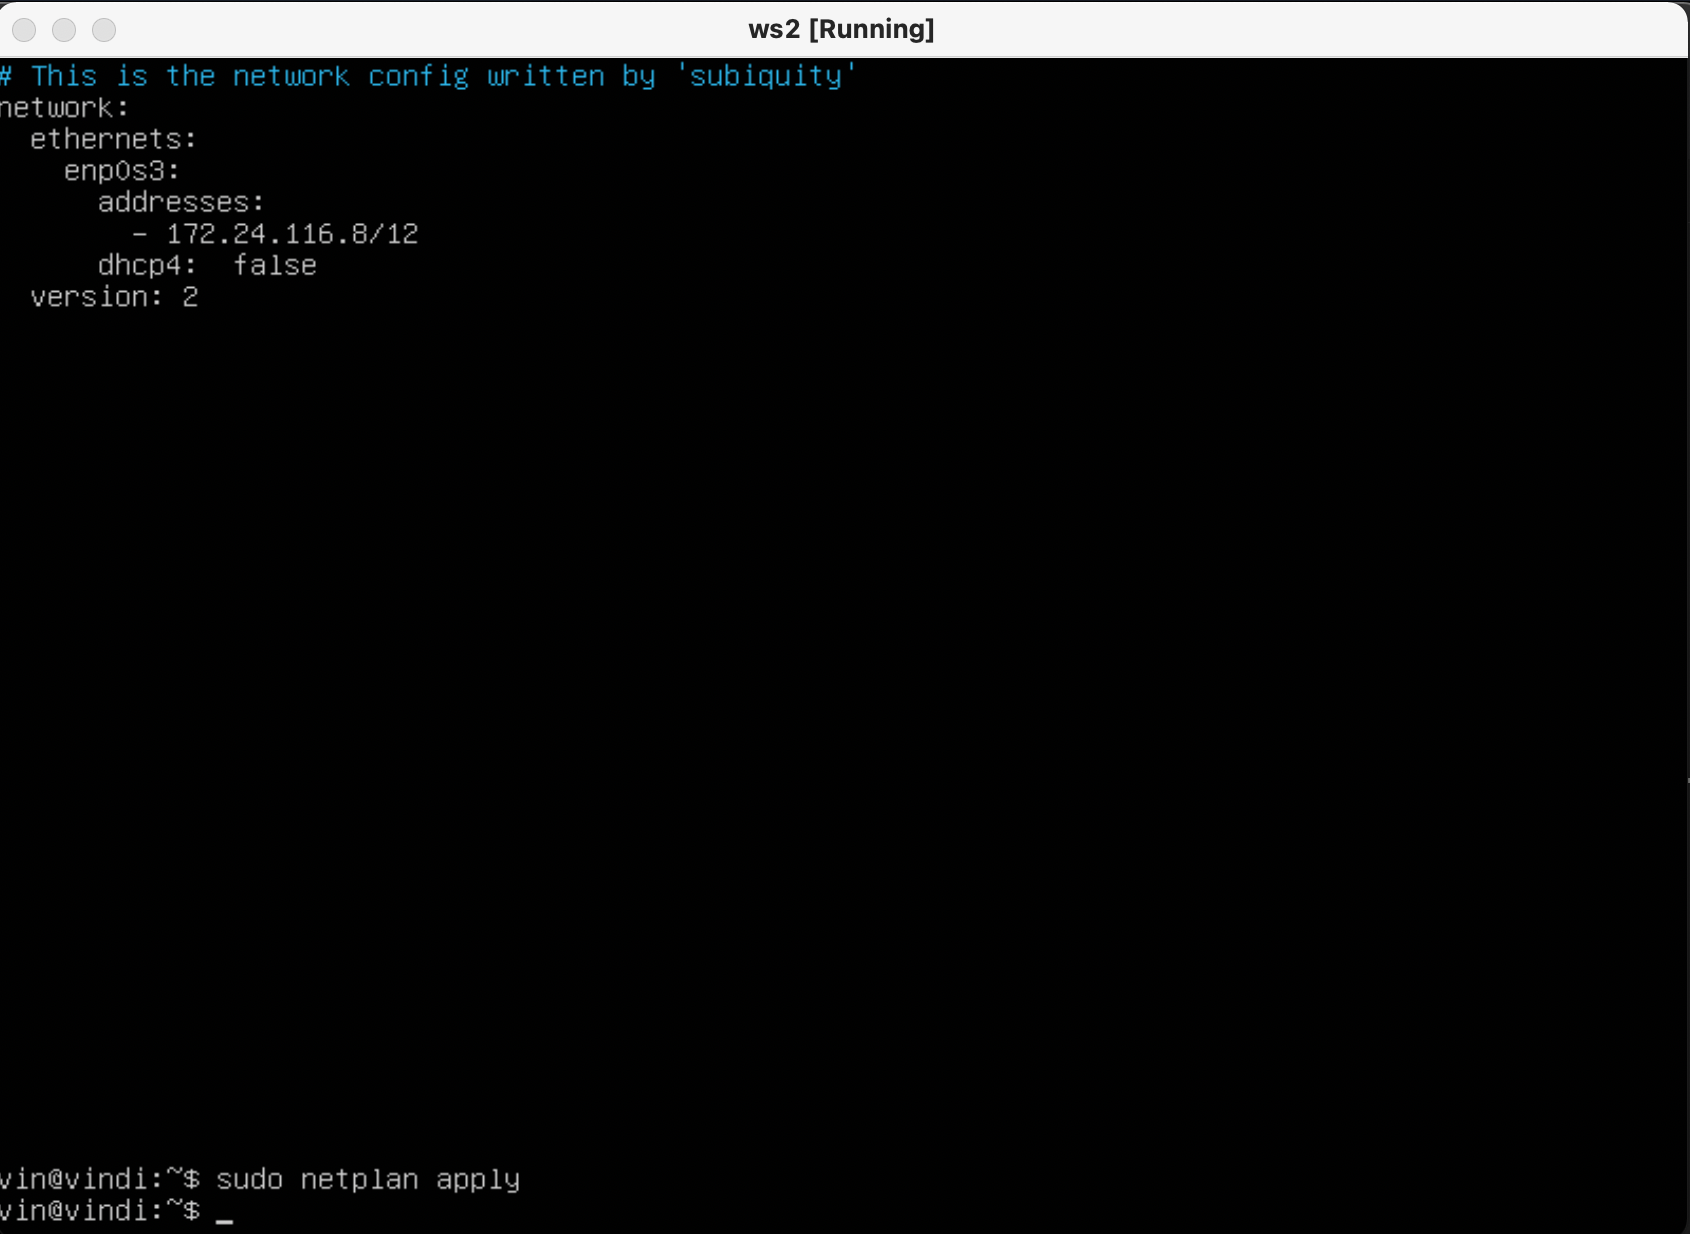 ws2 [Running]
# This is the network config written by 'subiquity'
network:
  ethernets:
    enp0s3:
      addresses:
        - 172.24.116.8/12
      dhcp4:  false
  version: 2
vin@vindi:~$ sudo netplan apply
vin@vindi:~$ _